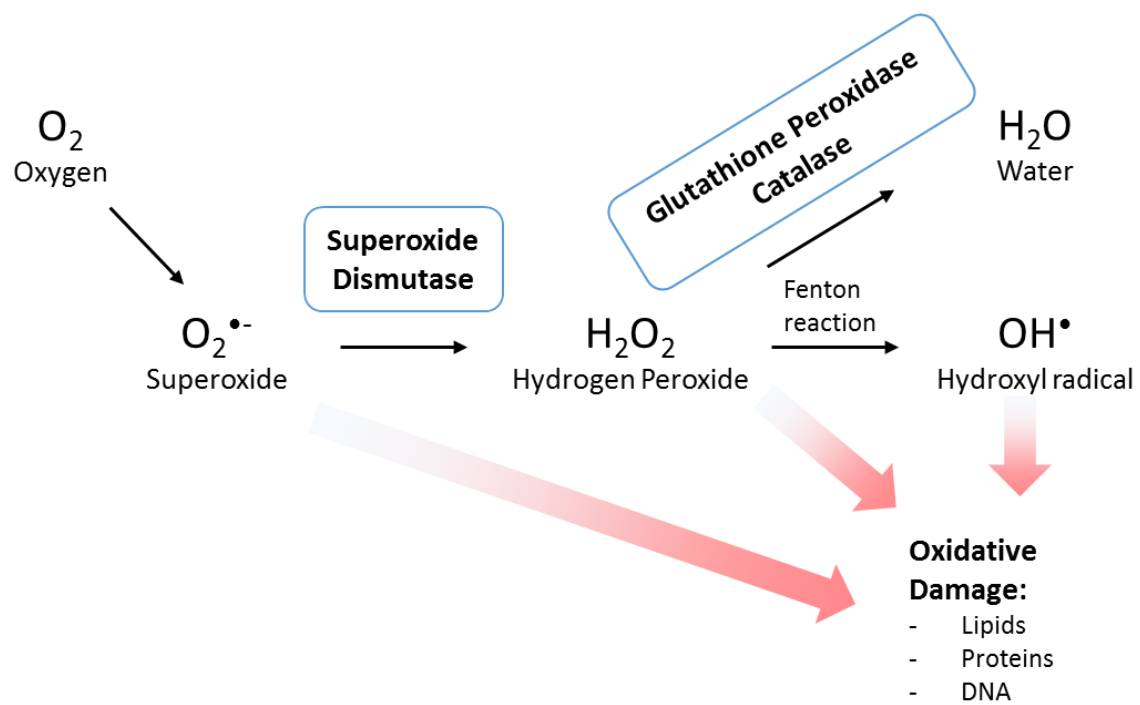 O₂
Oxygen
Superoxide
Dismutase
Glutathione Peroxidase
Catalase
H₂O
Water
O₂•-
Superoxide
H₂O₂
Hydrogen Peroxide
Fenton
reaction
OH•
Hydroxyl radical
Oxidative
Damage:
- Lipids
- Proteins
- DNA